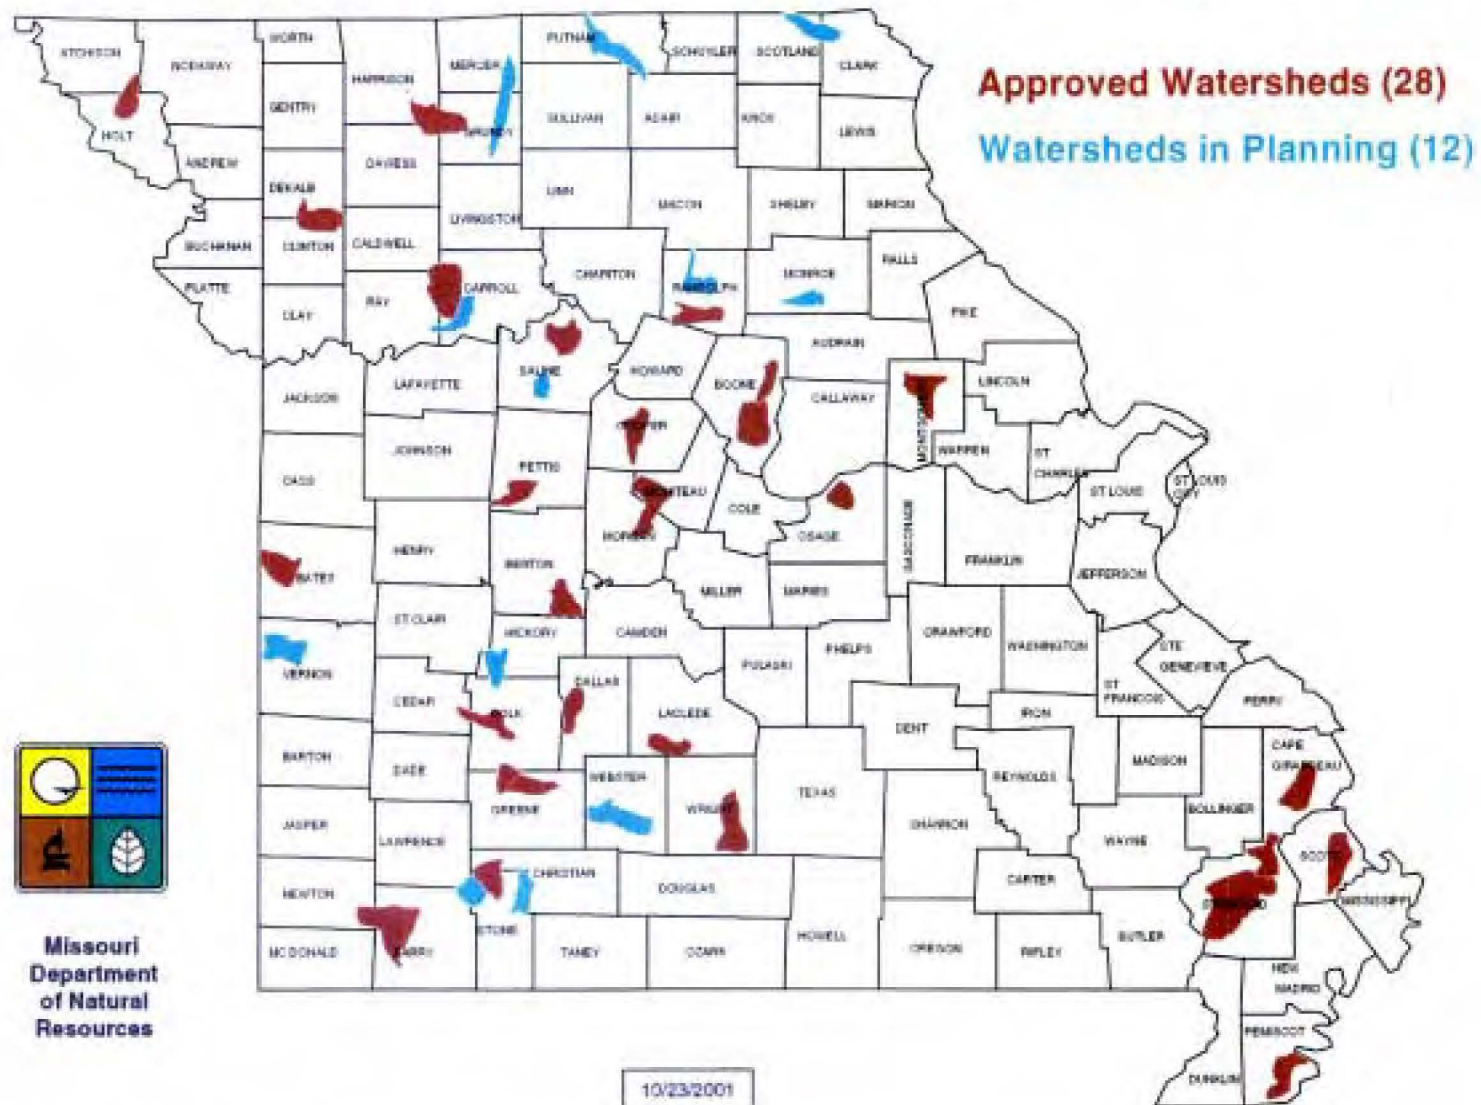 Approved Watersheds (28)
Watersheds in Planning (12)
ATCHISON
NODAWAY
WORTH
HARRISON
MERCER
PUTNAM
SCHUYLER
SCOTLAND
CLARK
HOLT
GENTRY
GRUNDY
SULLIVAN
ADAIR
KNOX
LEWIS
ANDREW
DEKALB
DAVIESS
LINN
MACON
SHELBY
MARION
LIVINGSTON
BUCHANAN
CLINTON
CALDWELL
CHARITON
MONROE
RALLS
PLATTE
CLAY
RAY
CARROLL
RANDOLPH
PIKE
AUDRAIN
JACKSON
LAFAYETTE
SALINE
HOWARD
BOONE
CALLAWAY
LINCOLN
MONTGOMERY
WARREN
ST
CHARLES
ST LOUIS
ST LOUIS
CITY
CASS
JOHNSON
PETTIS
COOPER
MONITEAU
COLE
OSAGE
GASCONADE
FRANKLIN
JEFFERSON
BATES
HENRY
BENTON
MORGAN
MILLER
MARIES
ST CLAIR
HICKORY
CAMDEN
PULASKI
PHELPS
CRAWFORD
WASHINGTON
STE
GENEVIEVE
ST
FRANCOIS
PERRY
VERNON
CEDAR
POLK
DALLAS
LACLEDE
DENT
IRON
MADISON
CAPE
GIRARDEAU
BARTON
DADE
GREENE
WEBSTER
WRIGHT
TEXAS
REYNOLDS
BOLLINGER
JASPER
LAWRENCE
CHRISTIAN
DOUGLAS
SHANNON
WAYNE
SCOTT
MISSISSIPPI
NEWTON
CARTER
STODDARD
MC DONALD
BARRY
STONE
TANEY
OZARK
HOWELL
OREGON
RIPLEY
BUTLER
NEW
MADRID
PEMISCOT
DUNKLIN
Missouri
Department
of Natural
Resources
10/23/2001